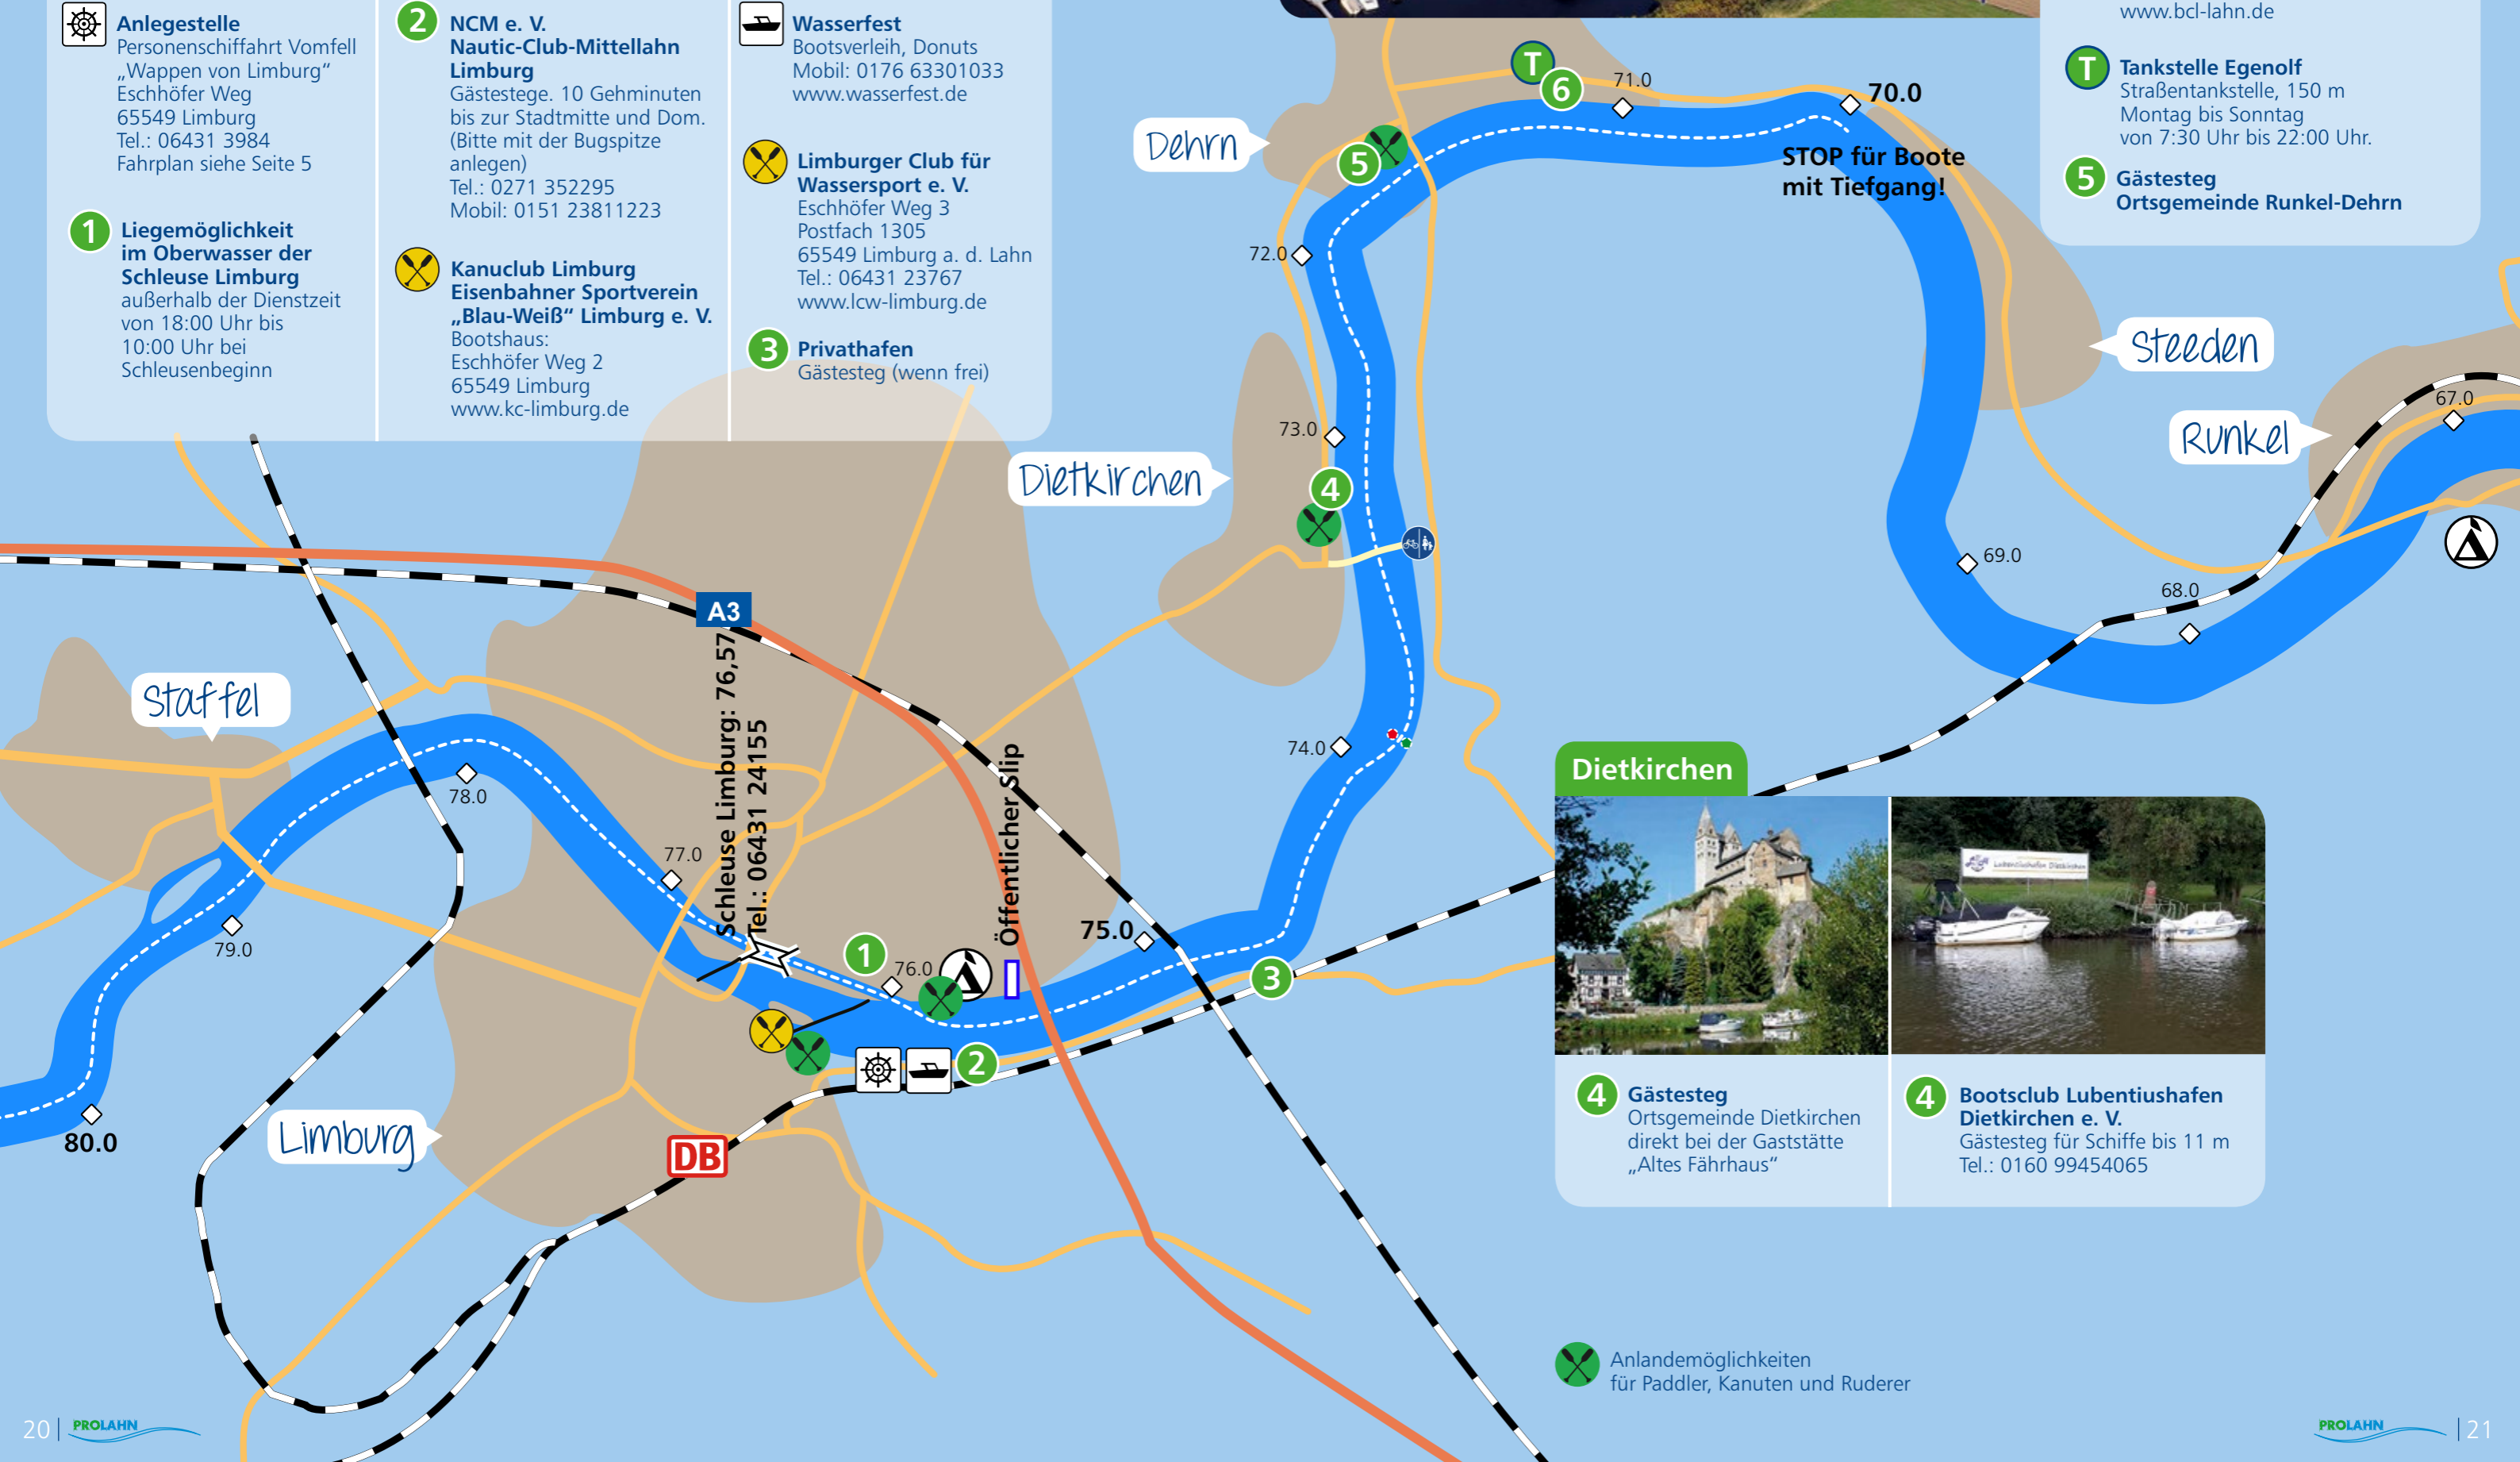 Anlegestelle
Personenschiffahrt Vomfell
„Wappen von Limburg“
Eschhöfer Weg
65549 Limburg
Tel.: 06431 3984
Fahrplan siehe Seite 5
1
Liegemöglichkeit
im Oberwasser der
Schleuse Limburg
außerhalb der Dienstzeit
von 18:00 Uhr bis
10:00 Uhr bei
Schleusenbeginn
2
NCM e. V.
Nautic-Club-Mittellahn
Limburg
Gästestege. 10 Gehminuten
bis zur Stadtmitte und Dom.
(Bitte mit der Bugspitze
anlegen)
Tel.: 0271 352295
Mobil: 0151 23811223
Kanuclub Limburg
Eisenbahner Sportverein
„Blau-Weiß“ Limburg e. V.
Bootshaus:
Eschhöfer Weg 2
65549 Limburg
www.kc-limburg.de
Wasserfest
Bootsverleih, Donuts
Mobil: 0176 63301033
www.wasserfest.de
Limburger Club für
Wassersport e. V.
Eschhöfer Weg 3
Postfach 1305
65549 Limburg a. d. Lahn
Tel.: 06431 23767
www.lcw-limburg.de
3
Privathafen
Gästesteg (wenn frei)
www.bcl-lahn.de
T
Tankstelle Egenolf
Straßentankstelle, 150 m
Montag bis Sonntag
von 7:30 Uhr bis 22:00 Uhr.
5
Gästesteg
Ortsgemeinde Runkel-Dehrn
T
6
71.0
70.0
Dehrn
5
STOP für Boote
mit Tiefgang!
72.0
Steeden
67.0
Runkel
73.0
Dietkirchen
4
69.0
68.0
A3
Staffel
Schleuse Limburg: 76,57
Tel.: 06431 24155
Öffentlicher Slip
74.0
78.0
77.0
75.0
79.0
1
76.0
3
2
80.0
Limburg
DB
Dietkirchen
Lubentiushafen Dietkirchen
4
Gästesteg
Ortsgemeinde Dietkirchen
direkt bei der Gaststätte
„Altes Fährhaus“
4
Bootsclub Lubentiushafen
Dietkirchen e. V.
Gästesteg für Schiffe bis 11 m
Tel.: 0160 99454065
Anlandemöglichkeiten
für Paddler, Kanuten und Ruderer
20 | PROLAHN
PROLAHN | 21